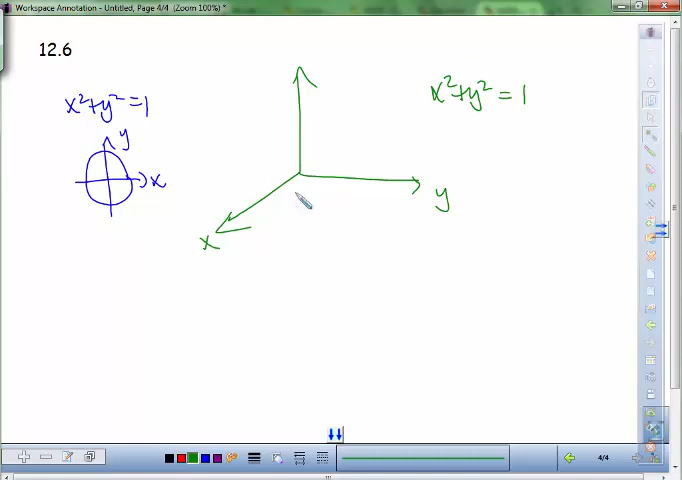 Workspace Annotation - Untitled, Page 4/4 (Zoom 100%) *
12.6
x²+y²=1
y
x
x²+y²=1
y
x
4/4